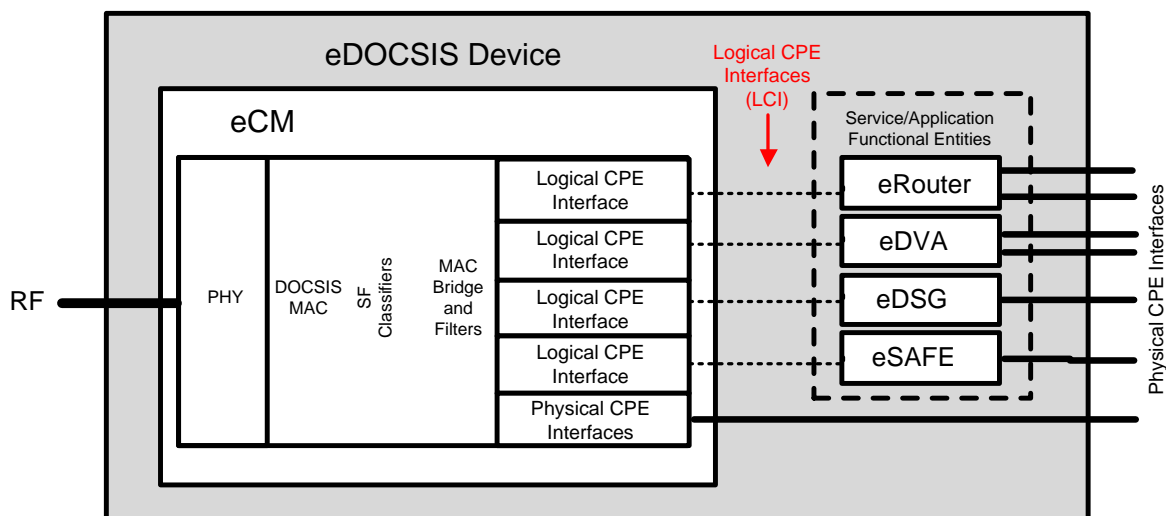 eDOCSIS Device
Logical CPE
Interfaces
(LCI)
eCM
Service/Application
Functional Entities
Logical CPE
Interface
eRouter
Logical CPE
Interface
eDVA
RF
PHY
DOCSIS
MAC
SF
Classifiers
MAC
Bridge
and
Filters
Logical CPE
Interface
eDSG
Logical CPE
Interface
eSAFE
Physical CPE
Interfaces
Physical CPE Interfaces